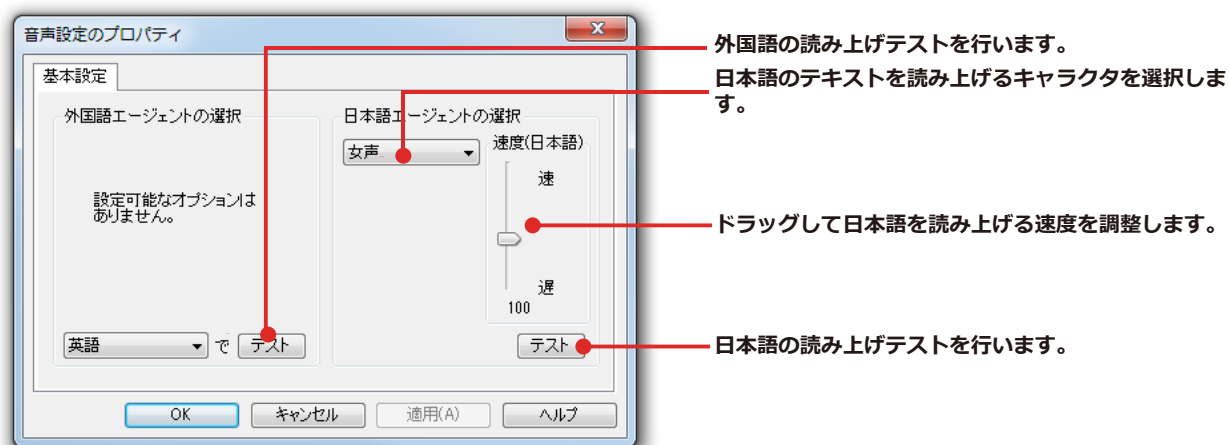 音声設定のプロパティ
基本設定
外国語エージェントの選択
設定可能なオプションは
ありません。
英語
で
テスト
日本語エージェントの選択
女声
速度(日本語)
速
遅
100
テスト
OK
キャンセル
適用(A)
ヘルプ
外国語の読み上げテストを行います。
日本語のテキストを読み上げるキャラクタを選択しま
す。
ドラッグして日本語を読み上げる速度を調整します。
日本語の読み上げテストを行います。